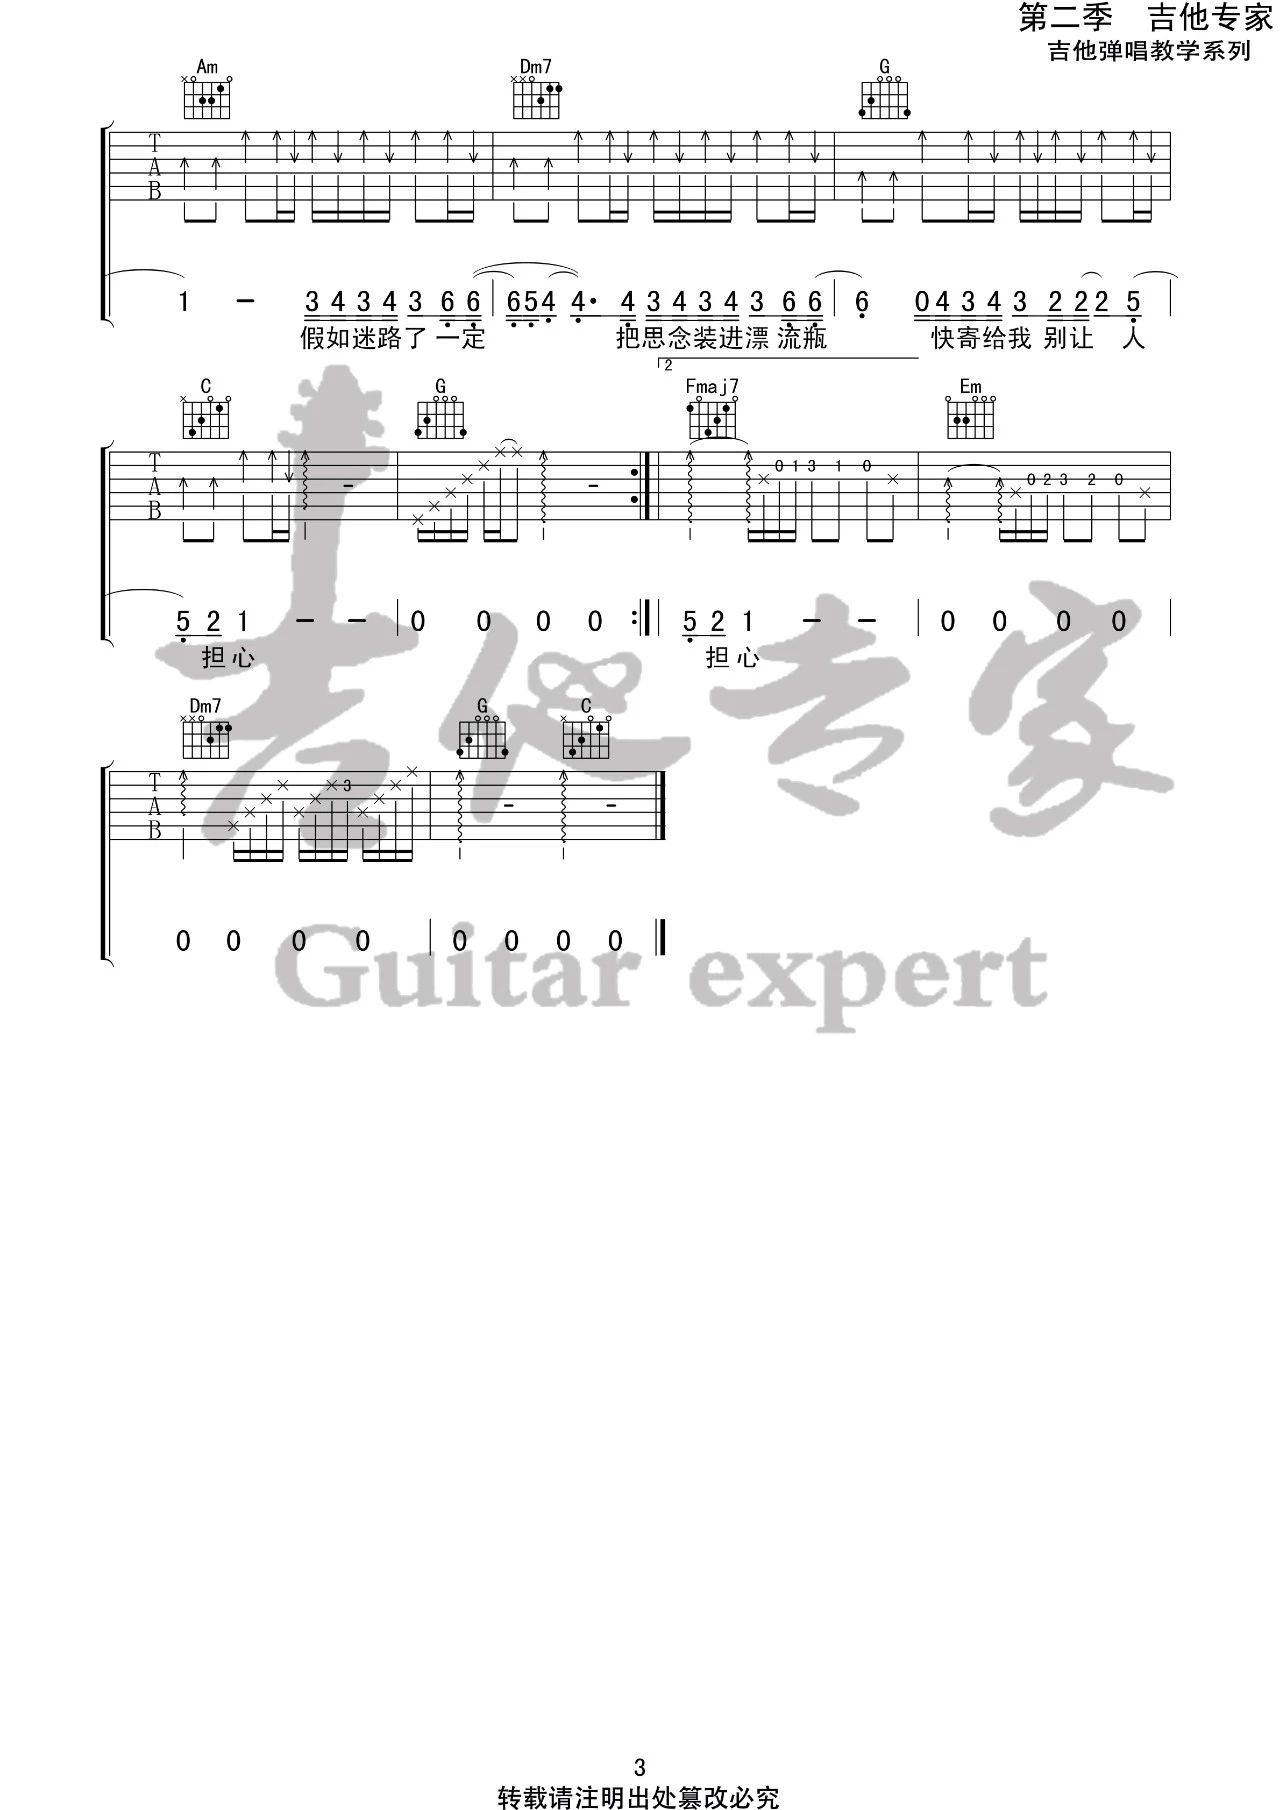 第二季 吉他专家
吉他弹唱教学系列
Am Dm7 G
T
A
B
1 - 3 4 3 4 3 6 6 6 5 4 4· 4 3 4 3 4 3 6 6 6 0 4 3 4 3 2 2 2 5
假如迷路了一定 把思念装进漂流瓶 快寄给我 别让 人
2
C G Fmaj7 Em
T
A
B
0 1 3 1 0 0 2 3 2 0
5 2 1 - - 0 0 0 0 5 2 1 - - 0 0 0 0
担心 担心
Dm7 G C
T
A
B
3
0 0 0 0 0 0 0 0
吉他专家
Guitar expert
3
转载请注明出处篡改必究